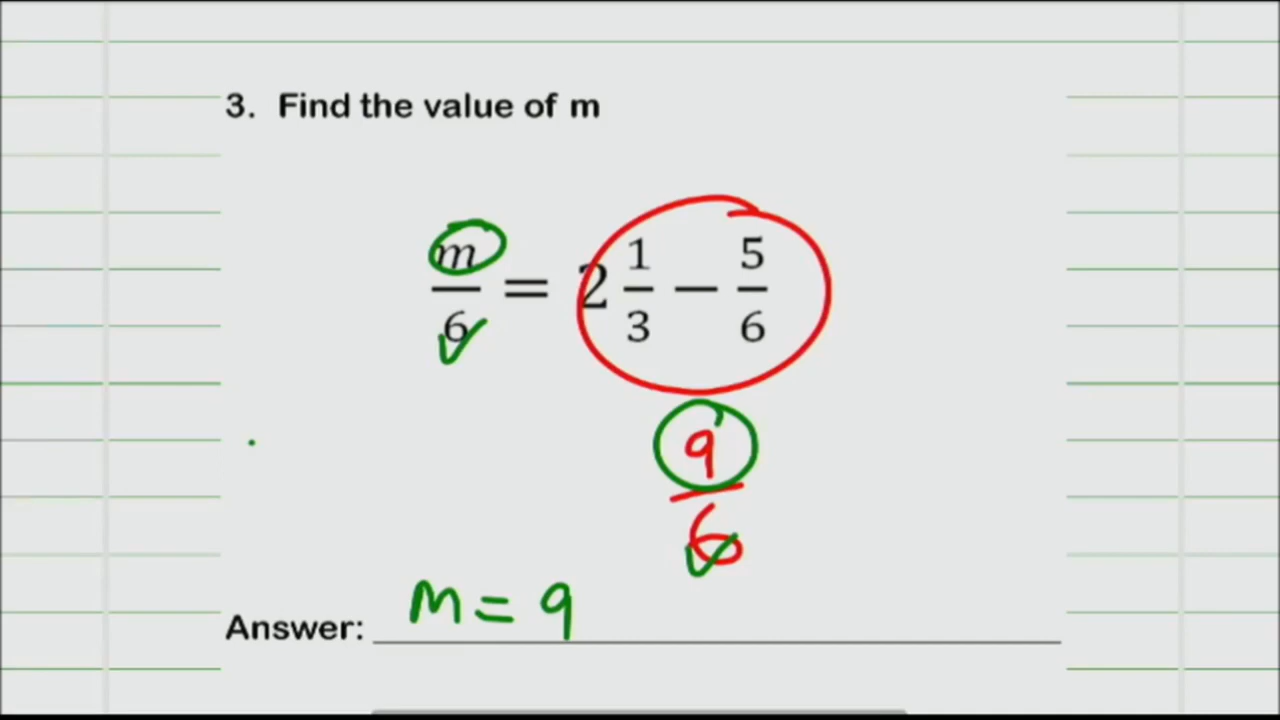 3. Find the value of m
m/6 = 2 1/3 − 5/6
9/6
Answer: m = 9